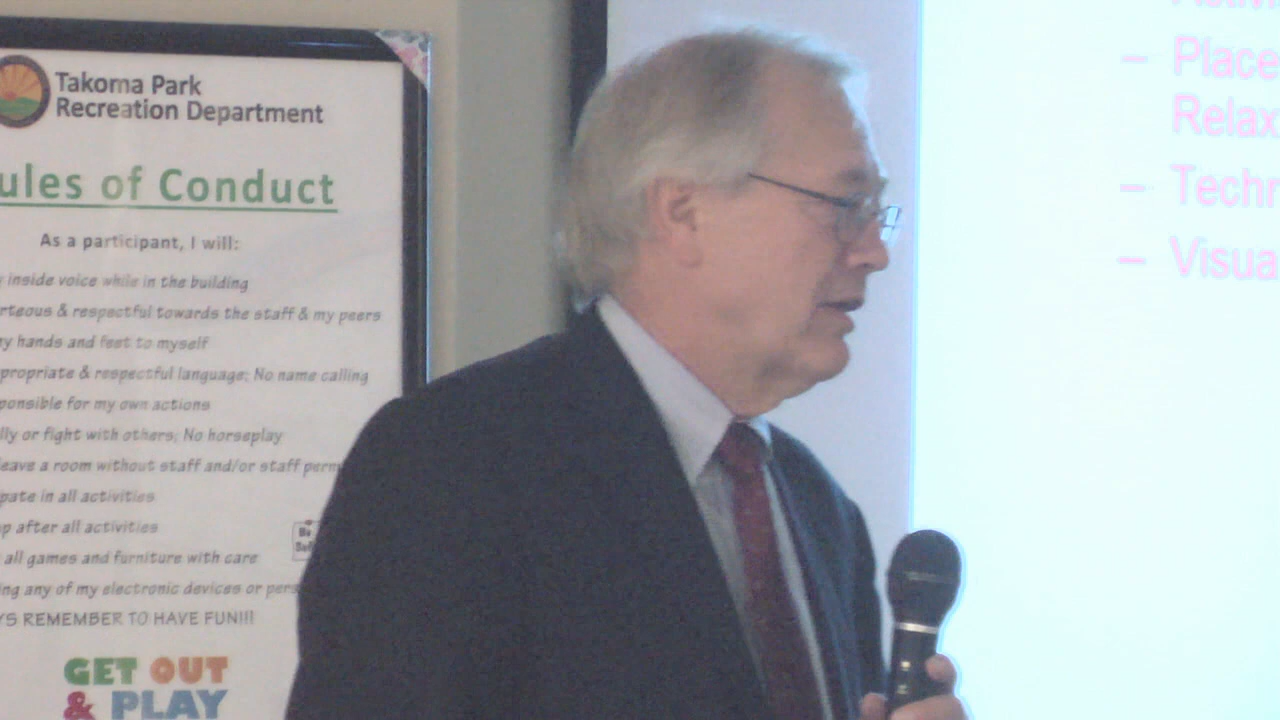 Takoma Park
Recreation Department
ules of Conduct
As a participant, I will:
inside voice while in the building
rteous & respectful towards the staff & my peers
y hands and feet to myself
propriate & respectful language; No name calling
ponsible for my own actions
lly or fight with others; No horseplay
leave a room without staff and/or staff perm
pate in all activities
p after all activities
all games and furniture with care
ing any of my electronic devices or pers
YS REMEMBER TO HAVE FUN!!!
GET OUT
& PLAY
– Place
Relax
– Techn
– Visua